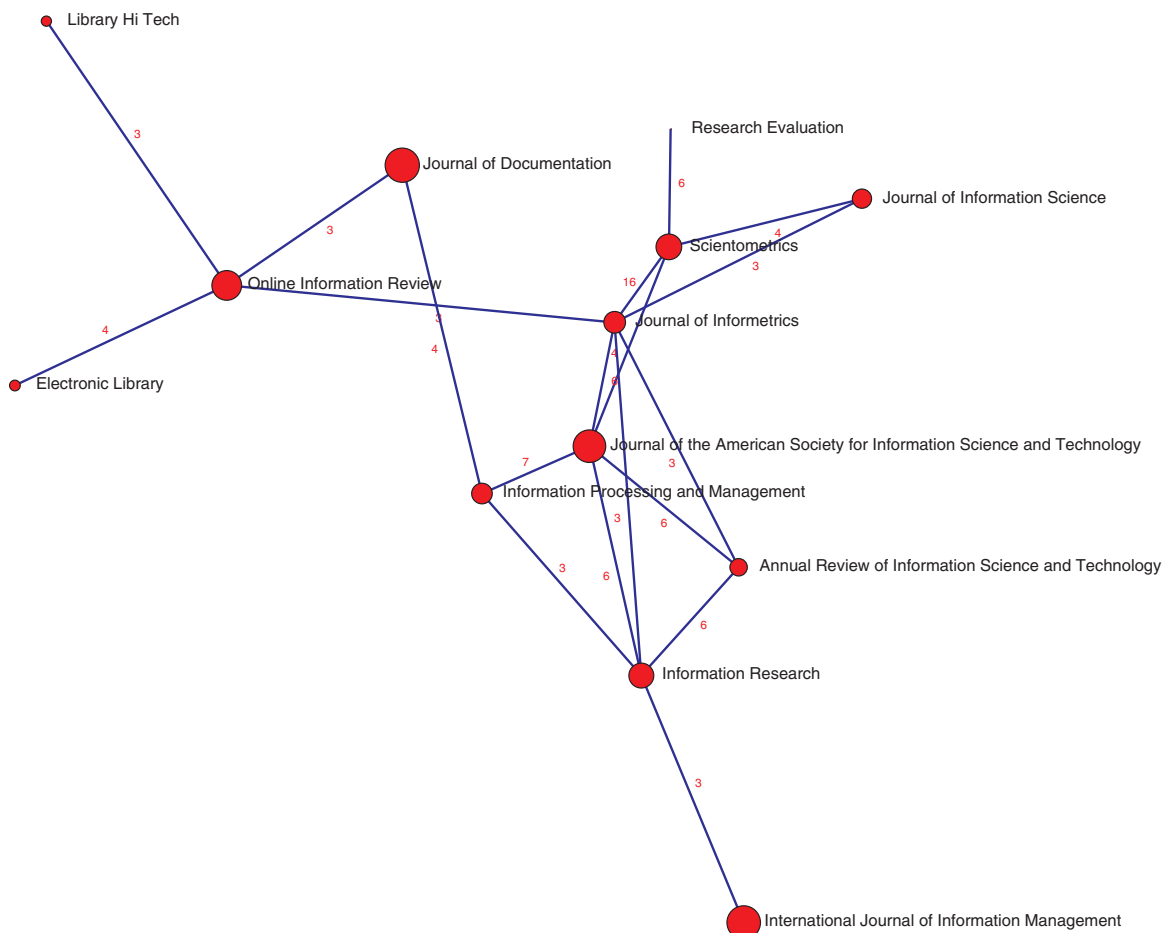 Library Hi Tech
Research Evaluation
3
Journal of Documentation
6
Journal of Information Science
3
4
Scientometrics
3
16
Online Information Review
3
Journal of Informetrics
4
4
4
6
Electronic Library
Journal of the American Society for Information Science and Technology
7
3
Information Processing and Management
3
6
3
6
Annual Review of Information Science and Technology
6
Information Research
3
International Journal of Information Management